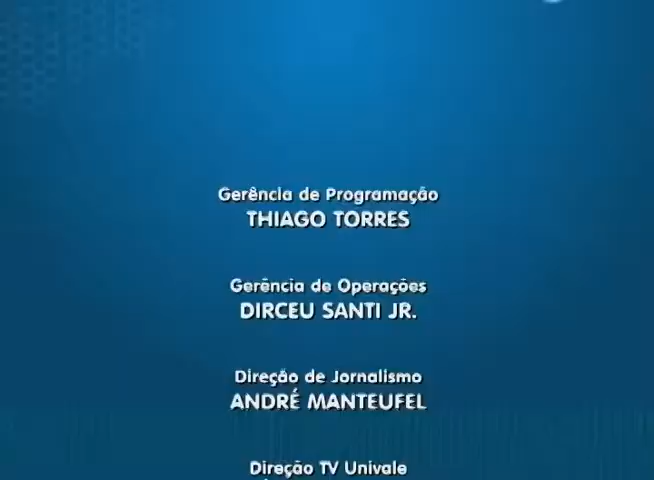 Gerência de Programação
THIAGO TORRES
Gerência de Operações
DIRCEU SANTI JR.
Direção de Jornalismo
ANDRÉ MANTEUFEL
Direção TV Univale